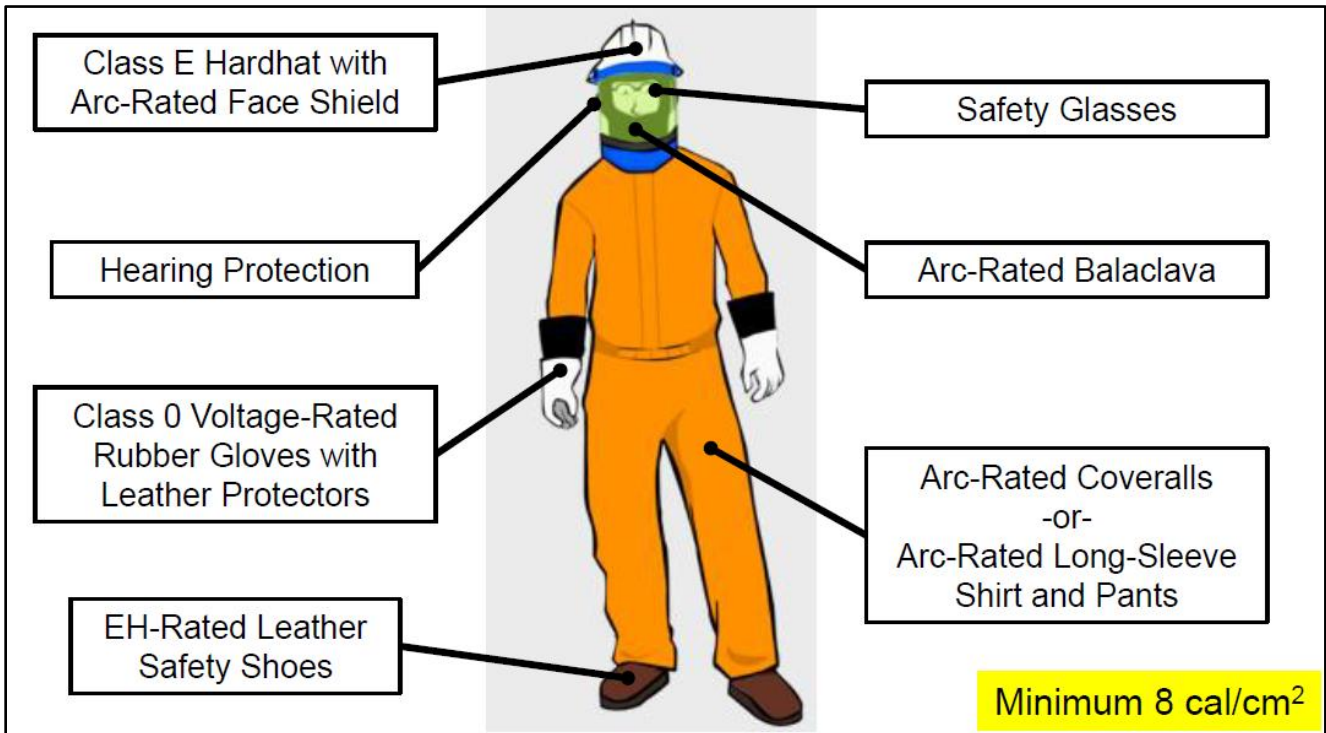 Class E Hardhat with
Arc-Rated Face Shield
Safety Glasses
Hearing Protection
Arc-Rated Balaclava
Class 0 Voltage-Rated
Rubber Gloves with
Leather Protectors
Arc-Rated Coveralls
-or-
Arc-Rated Long-Sleeve
Shirt and Pants
EH-Rated Leather
Safety Shoes
Minimum 8 cal/cm²